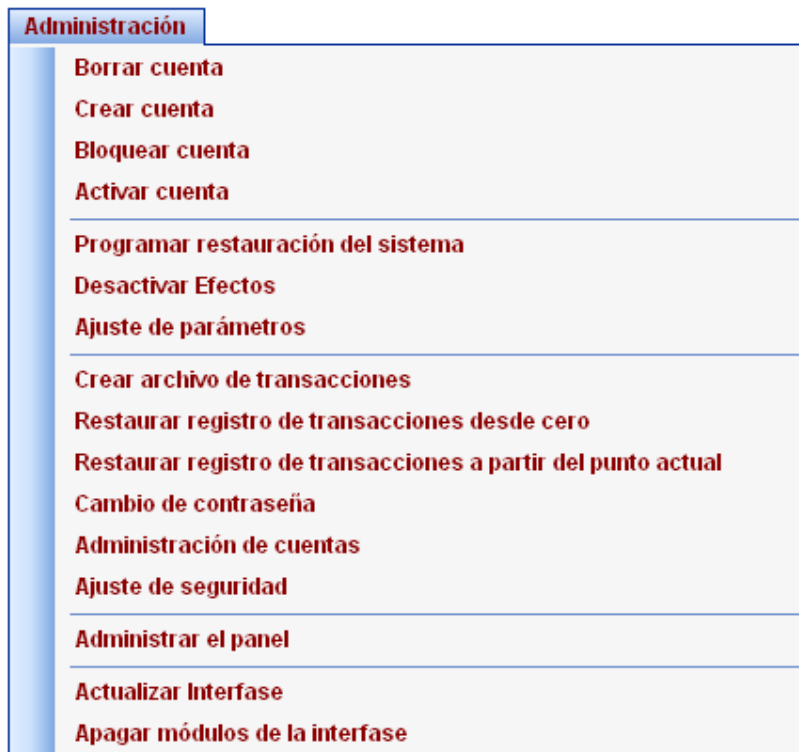 Administración
Borrar cuenta
Crear cuenta
Bloquear cuenta
Activar cuenta
Programar restauración del sistema
Desactivar Efectos
Ajuste de parámetros
Crear archivo de transacciones
Restaurar registro de transacciones desde cero
Restaurar registro de transacciones a partir del punto actual
Cambio de contraseña
Administración de cuentas
Ajuste de seguridad
Administrar el panel
Actualizar Interfase
Apagar módulos de la interfase